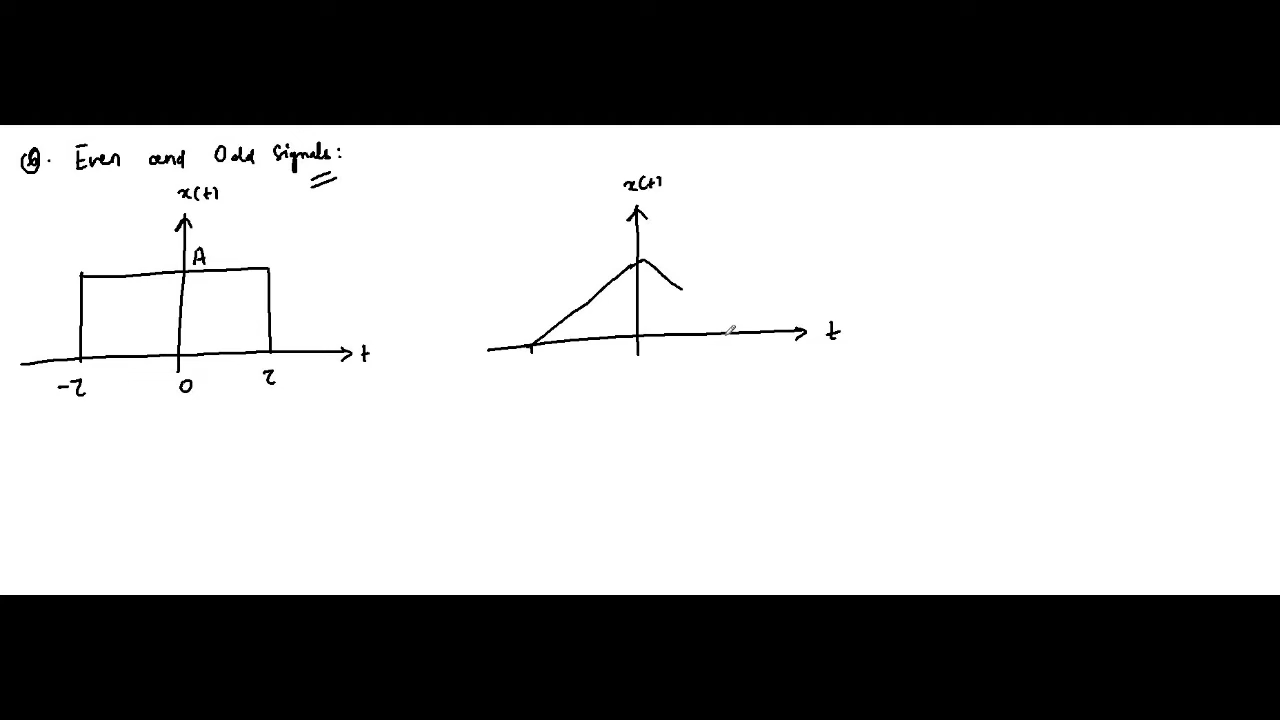 Even and Odd Signals:
x(t)
A
t
-τ 0 τ
x(t)
t